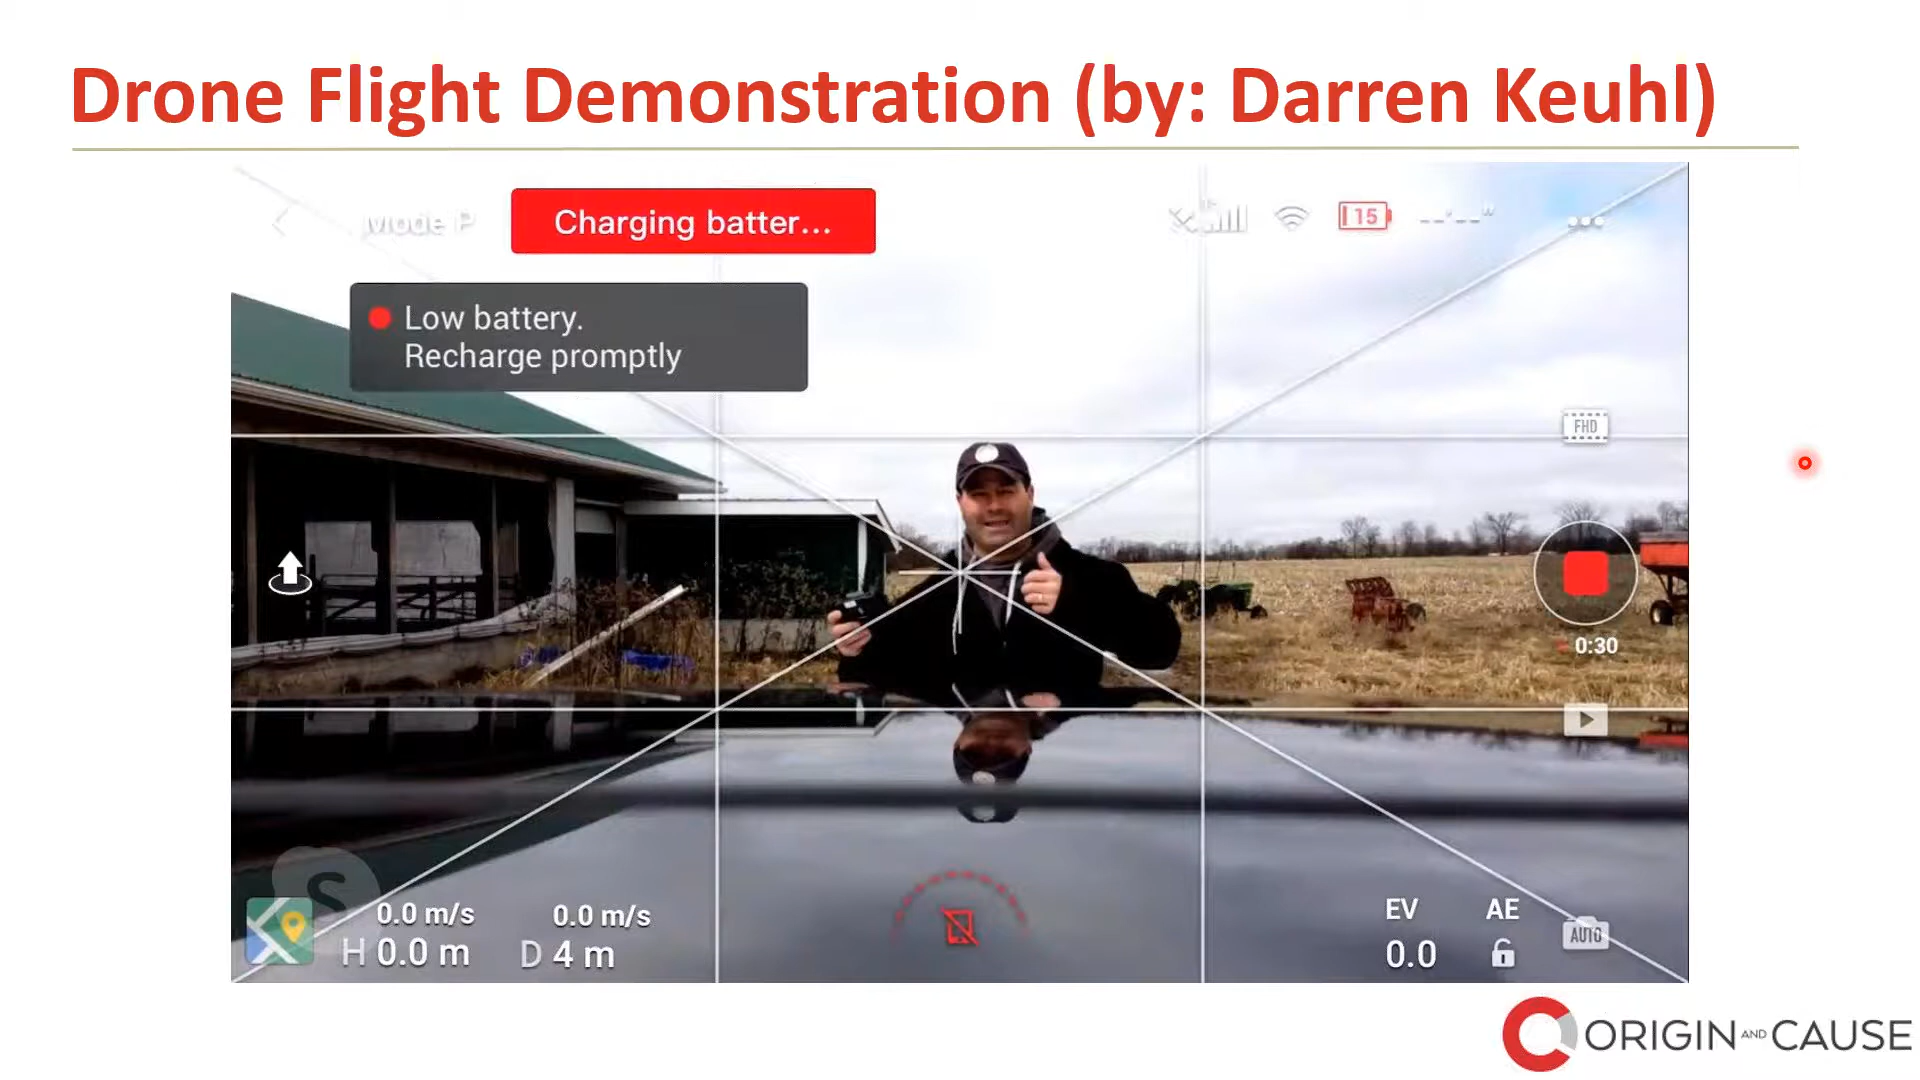 Drone Flight Demonstration (by: Darren Keuhl)
Mode P
Charging batter...
15
Low battery.
Recharge promptly
FHD
0:30
S
0.0 m/s
0.0 m/s
H 0.0 m
D 4 m
EV
AE
0.0
AUTO
ORIGIN AND CAUSE